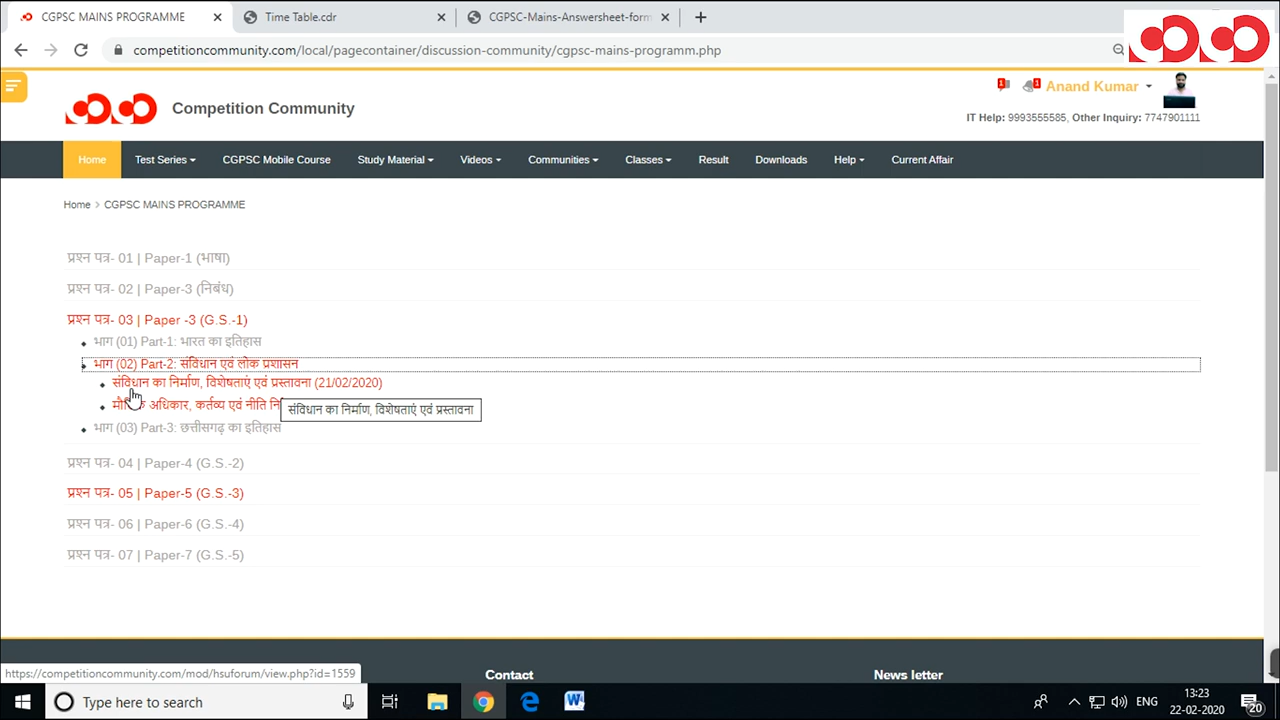 CGPSC MAINS PROGRAMME
Time Table.cdr
CGPSC-Mains-Answersheet-form
competitioncommunity.com/local/pagecontainer/discussion-community/cgpsc-mains-programm.php
Competition Community
1
1
Anand Kumar
IT Help: 9993555585, Other Inquiry: 7747901111
Home
Test Series
CGPSC Mobile Course
Study Material
Videos
Communities
Classes
Result
Downloads
Help
Current Affair
Home > CGPSC MAINS PROGRAMME
प्रश्न पत्र- 01 | Paper-1 (भाषा)
प्रश्न पत्र- 02 | Paper-3 (निबंध)
प्रश्न पत्र- 03 | Paper -3 (G.S.-1)
भाग (01) Part-1: भारत का इतिहास
भाग (02) Part-2: संविधान एवं लोक प्रशासन
संविधान का निर्माण, विशेषताएं एवं प्रस्तावना (21/02/2020)
अधिकार, कर्तव्य एवं नीति
संविधान का निर्माण, विशेषताएं एवं प्रस्तावना
भाग (03) Part-3: छत्तीसगढ़ का इतिहास
प्रश्न पत्र- 04 | Paper-4 (G.S.-2)
प्रश्न पत्र- 05 | Paper-5 (G.S.-3)
प्रश्न पत्र- 06 | Paper-6 (G.S.-4)
प्रश्न पत्र- 07 | Paper-7 (G.S.-5)
https://competitioncommunity.com/mod/hsuforum/view.php?id=1559
Contact
News letter
Type here to search
ENG
13:23
22-02-2020
20